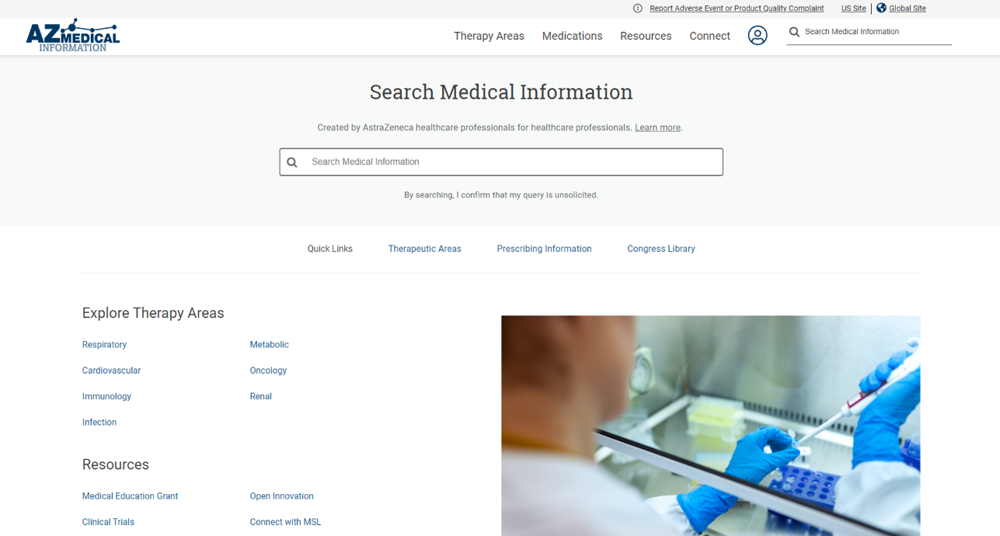 Report Adverse Event or Product Quality Complaint US Site Global Site
AZMEDICAL
INFORMATION
Therapy Areas Medications Resources Connect Search Medical Information
Search Medical Information
Created by AstraZeneca healthcare professionals for healthcare professionals. Learn more.
Search Medical Information
By searching, I confirm that my query is unsolicited.
Quick Links Therapeutic Areas Prescribing Information Congress Library
Explore Therapy Areas
Respiratory Metabolic
Cardiovascular Oncology
Immunology Renal
Infection
Resources
Medical Education Grant Open Innovation
Clinical Trials Connect with MSL